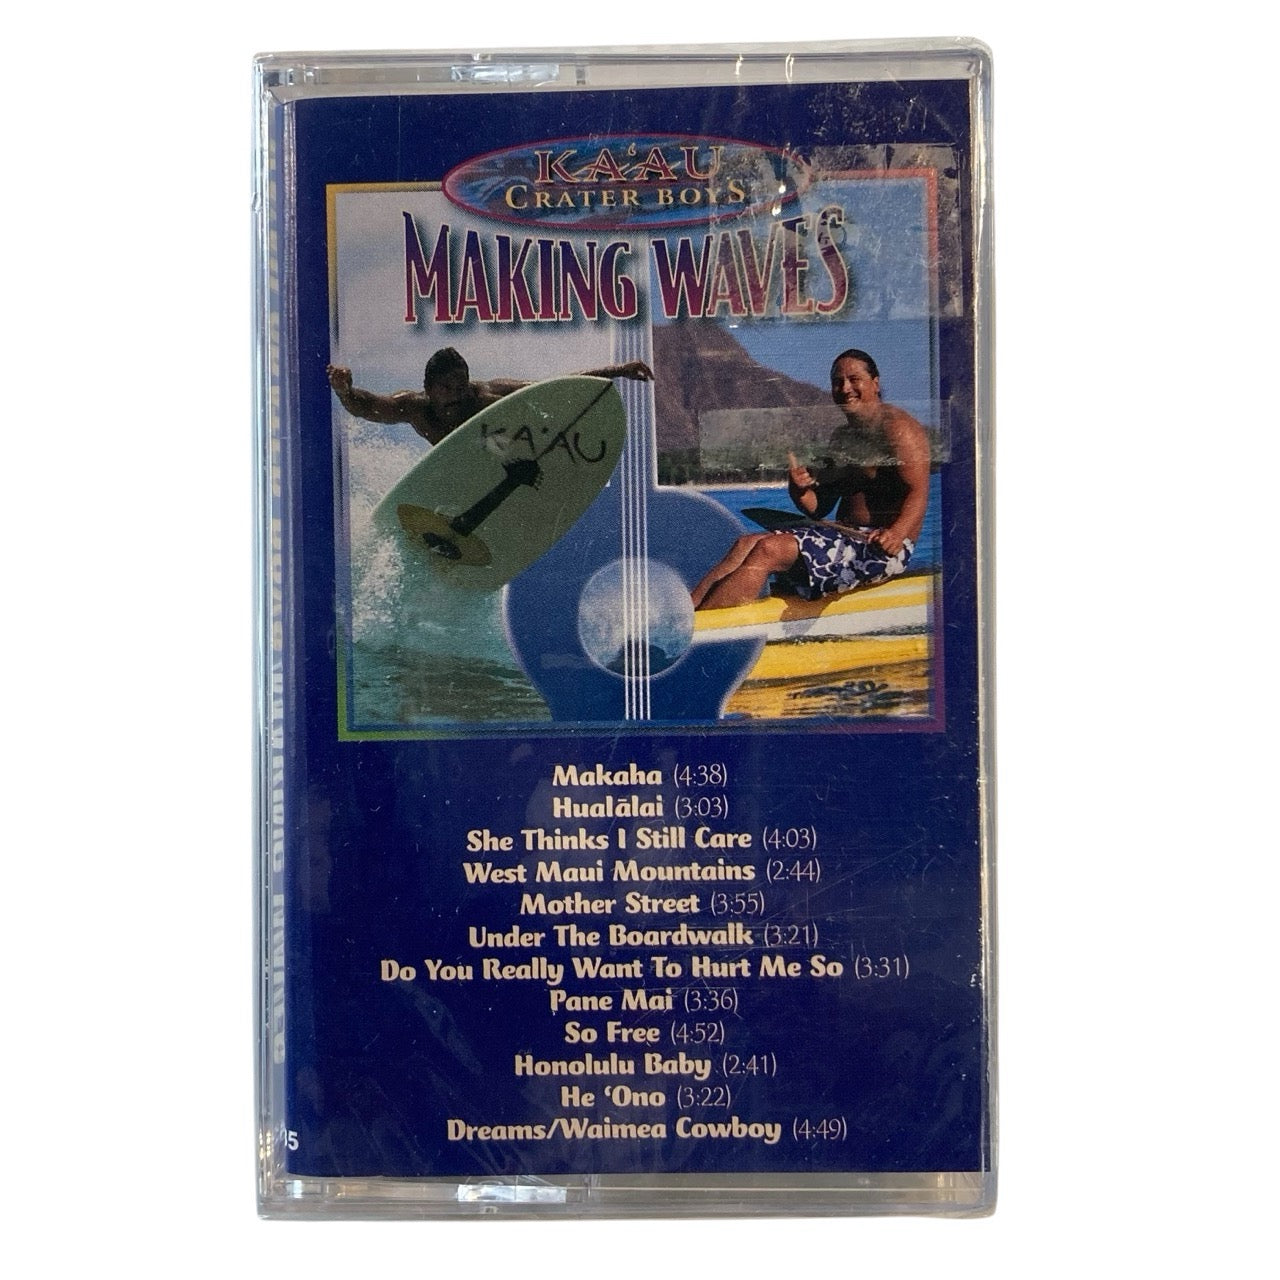 KA‘AU
CRATER BOYS
MAKING WAVES
KA‘AU
Makaha (4:38)
Hualālai (3:03)
She Thinks I Still Care (4:03)
West Maui Mountains (2:44)
Mother Street (3:55)
Under The Boardwalk (3:21)
Do You Really Want To Hurt Me So (3:31)
Pane Mai (3:36)
So Free (4:52)
Honolulu Baby (2:41)
He ‘Ono (3:22)
Dreams/Waimea Cowboy (4:49)